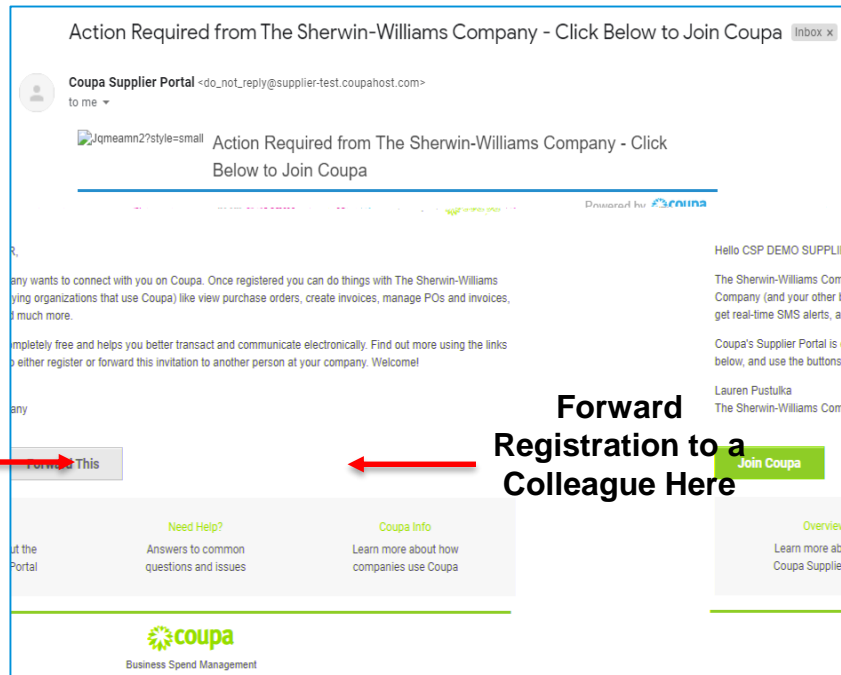 Action Required from The Sherwin-Williams Company - Click Below to Join Coupa Inbox x
Coupa Supplier Portal <do_not_reply@supplier-test.coupahost.com>
to me
Jqmeamn2?style=small
Action Required from The Sherwin-Williams Company - Click
Below to Join Coupa
Powered by coupa
R,
any wants to connect with you on Coupa. Once registered you can do things with The Sherwin-Williams
ying organizations that use Coupa) like view purchase orders, create invoices, manage POs and invoices,
d much more.
ompletely free and helps you better transact and communicate electronically. Find out more using the links
o either register or forward this invitation to another person at your company. Welcome!
any
Forward This
Forward
Registration to a
Colleague Here
Hello CSP DEMO SUPPLI
The Sherwin-Williams Com
Company (and your other b
get real-time SMS alerts, a
Coupa's Supplier Portal is
below, and use the buttons
Lauren Pustulka
The Sherwin-Williams Com
Join Coupa
ut the
Portal
Need Help?
Answers to common
questions and issues
Coupa Info
Learn more about how
companies use Coupa
Overview
Learn more ab
Coupa Supplie
coupa
Business Spend Management